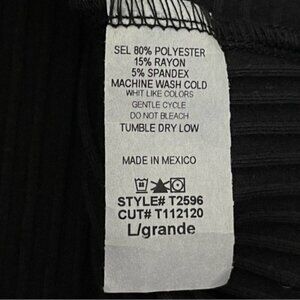 SEL 80% POLYESTER
15% RAYON
5% SPANDEX
MACHINE WASH COLD
WHIT LIKE COLORS
GENTLE CYCLE
DO NOT BLEACH
TUMBLE DRY LOW
MADE IN MEXICO
STYLE# T2596
CUT# T112120
L/grande